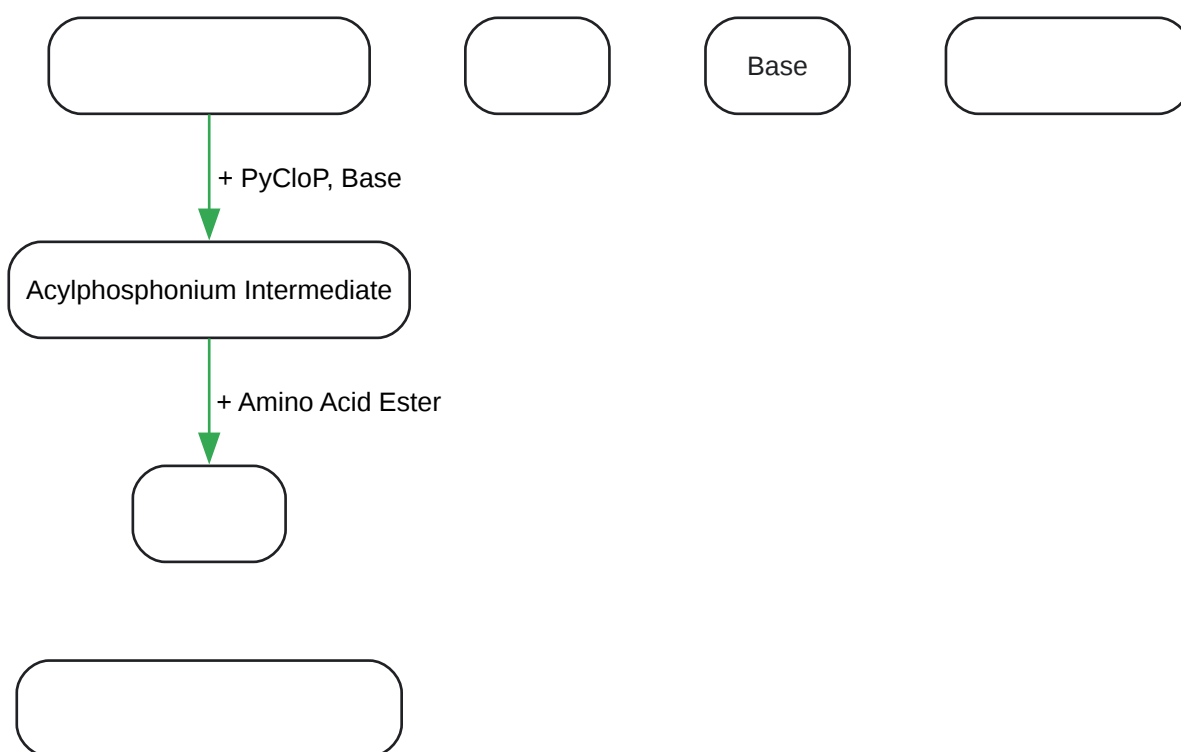 Base
+ PyCloP, Base
Acylphosphonium Intermediate
+ Amino Acid Ester